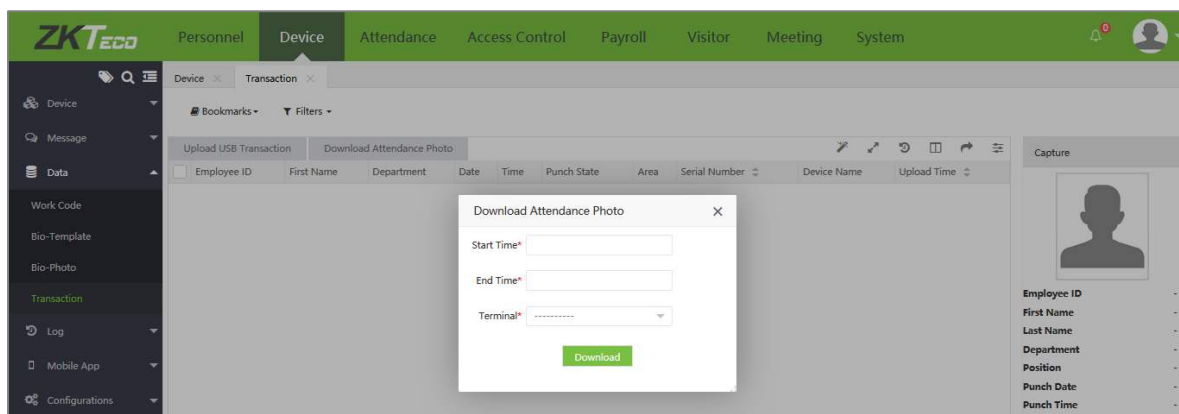 ZKTECO
Personnel Device Attendance Access Control Payroll Visitor Meeting System 0
Device Transaction
Bookmarks Filters
Device
Message
Data
Work Code
Bio-Template
Bio-Photo
Transaction
Log
Mobile App
Configurations
Upload USB Transaction Download Attendance Photo
Employee ID First Name Department Date Time Punch State Area Serial Number Device Name Upload Time
Download Attendance Photo
Start Time*
End Time*
Terminal* ----------
Download
Capture
Employee ID -
First Name -
Last Name -
Department -
Position -
Punch Date -
Punch Time -